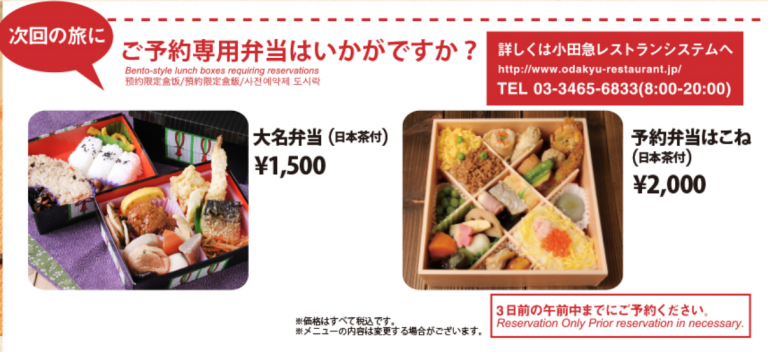 次回の旅に
ご予約専用弁当はいかがですか？
Bento-style lunch boxes requiring reservations
预约限定盒饭/預約限定盒飯/사전예약제 도시락
詳しくは小田急レストランシステムへ
http://www.odakyu-restaurant.jp/
TEL 03-3465-6833(8:00-20:00)
大名弁当（日本茶付）
¥1,500
予約弁当はこね
（日本茶付）
¥2,000
3日前の午前中までにご予約ください。
Reservation Only Prior reservation in necessary.
※価格はすべて税込です。
※メニューの内容は変更する場合がございます。